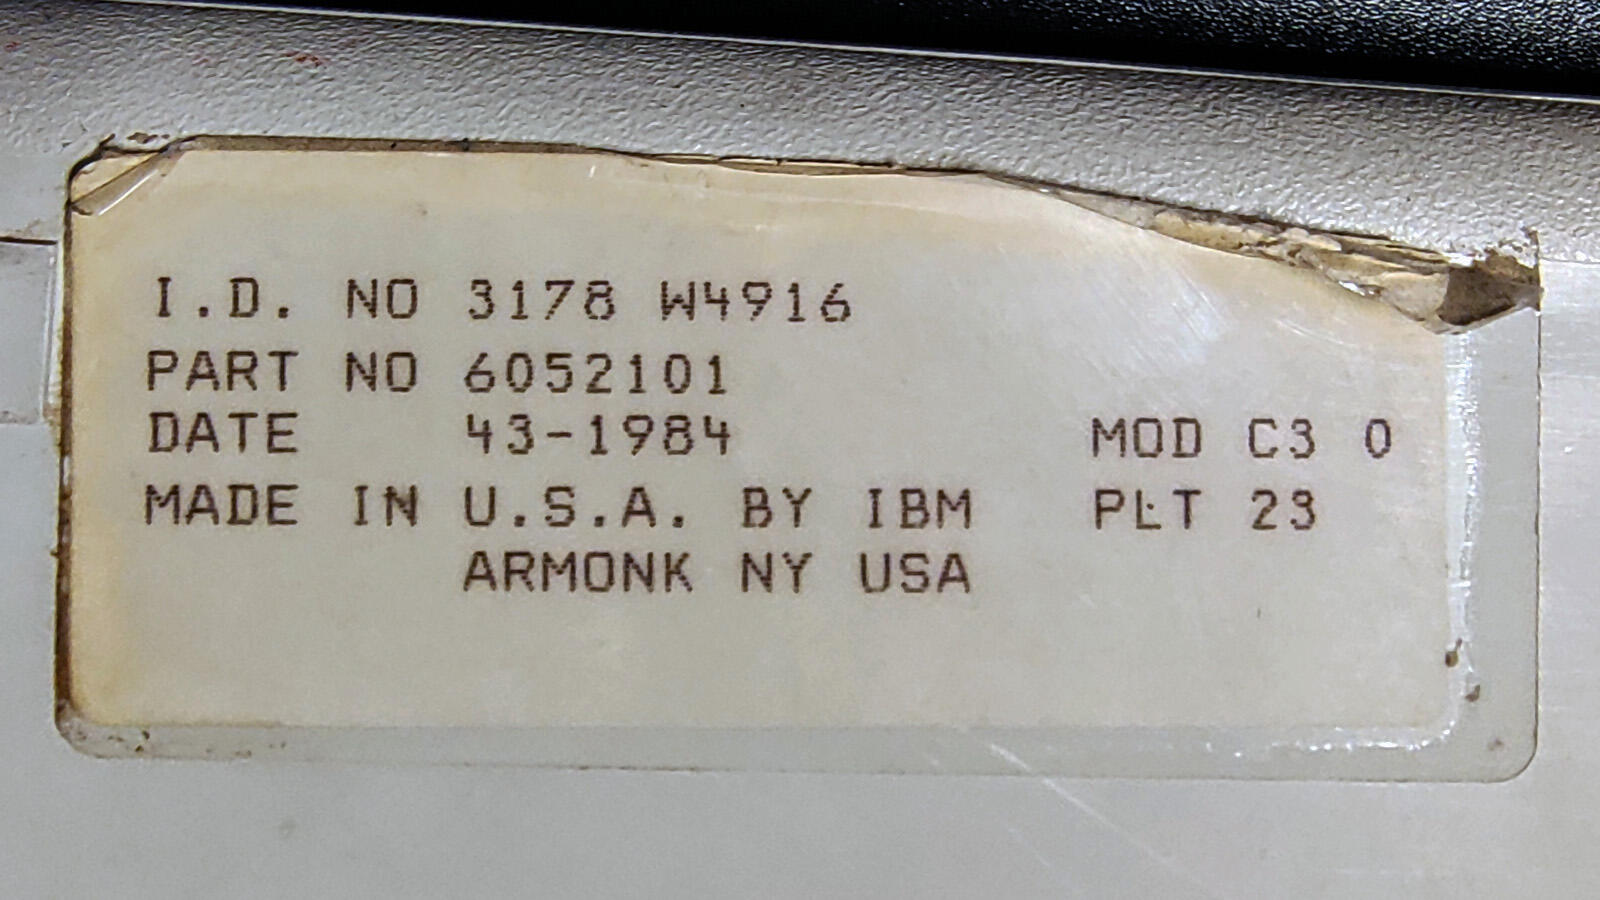 I.D. NO 3178 W4916
PART NO 6052101
DATE 43-1984 MOD C3 0
MADE IN U.S.A. BY IBM PLT 23
ARMONK NY USA